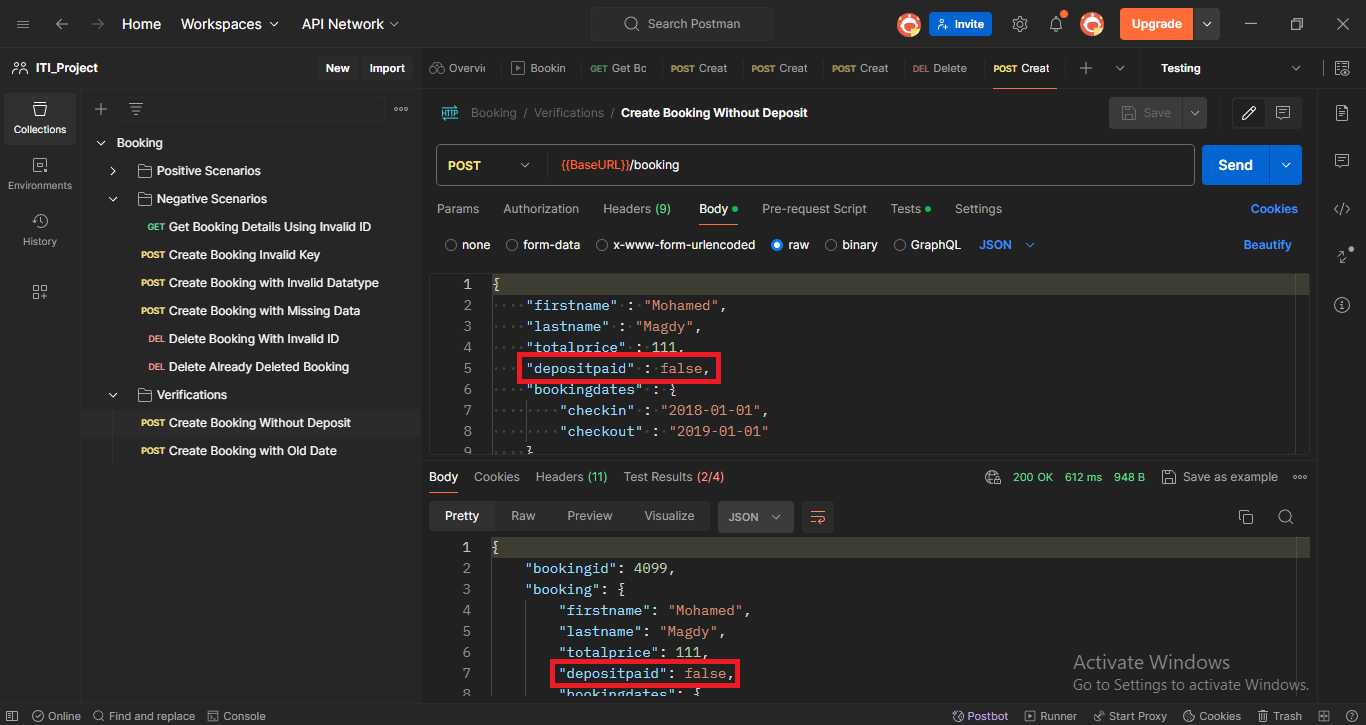 Home Workspaces API Network Search Postman Invite Upgrade
ITI_Project New Import Overvi Bookin GET Get Bo POST Creat POST Creat POST Creat DEL Delete POST Creat Testing
Collections
Environments
History
Booking
Positive Scenarios
Negative Scenarios
GET Get Booking Details Using Invalid ID
POST Create Booking Invalid Key
POST Create Booking with Invalid Datatype
POST Create Booking with Missing Data
DEL Delete Booking With Invalid ID
DEL Delete Already Deleted Booking
Verifications
POST Create Booking Without Deposit
POST Create Booking with Old Date
HTTP Booking / Verifications / Create Booking Without Deposit Save
POST {{BaseURL}}/booking Send
Params Authorization Headers (9) Body Pre-request Script Tests Settings Cookies
none form-data x-www-form-urlencoded raw binary GraphQL JSON Beautify
1 {
2 "firstname" : "Mohamed",
3 "lastname" : "Magdy",
4 "totalprice" : 111,
5 "depositpaid" : false,
6 "bookingdates" : {
7 "checkin" : "2018-01-01",
8 "checkout" : "2019-01-01"
9 }
Body Cookies Headers (11) Test Results (2/4) 200 OK 612 ms 948 B Save as example
Pretty Raw Preview Visualize JSON
1 {
2 "bookingid": 4099,
3 "booking": {
4 "firstname": "Mohamed",
5 "lastname": "Magdy",
6 "totalprice": 111,
7 "depositpaid": false,
8 "bookingdates": {
Activate Windows
Go to Settings to activate Windows.
Online Find and replace Console Postbot Runner Start Proxy Cookies Trash